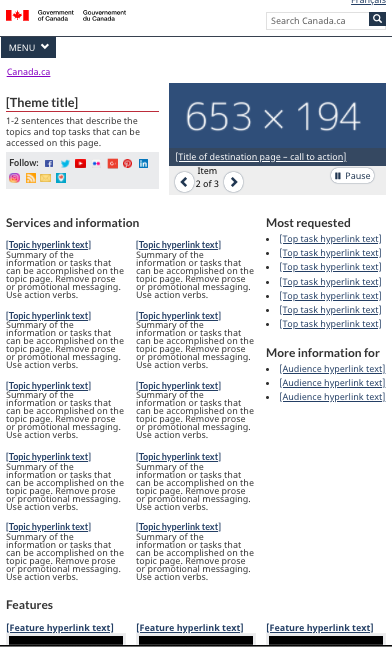 Français
Government of Canada
Gouvernement du Canada
Search Canada.ca
MENU
Canada.ca
[Theme title]
1-2 sentences that describe the
topics and top tasks that can be
accessed on this page.
Follow:
653 × 194
[Title of destination page – call to action]
Item
2 of 3
Pause
Services and information
[Topic hyperlink text]
Summary of the
information or tasks that
can be accomplished on the
topic page. Remove prose
or promotional messaging.
Use action verbs.
[Topic hyperlink text]
Summary of the
information or tasks that
can be accomplished on the
topic page. Remove prose
or promotional messaging.
Use action verbs.
[Topic hyperlink text]
Summary of the
information or tasks that
can be accomplished on the
topic page. Remove prose
or promotional messaging.
Use action verbs.
[Topic hyperlink text]
Summary of the
information or tasks that
can be accomplished on the
topic page. Remove prose
or promotional messaging.
Use action verbs.
[Topic hyperlink text]
Summary of the
information or tasks that
can be accomplished on the
topic page. Remove prose
or promotional messaging.
Use action verbs.
[Topic hyperlink text]
Summary of the
information or tasks that
can be accomplished on the
topic page. Remove prose
or promotional messaging.
Use action verbs.
[Topic hyperlink text]
Summary of the
information or tasks that
can be accomplished on the
topic page. Remove prose
or promotional messaging.
Use action verbs.
[Topic hyperlink text]
Summary of the
information or tasks that
can be accomplished on the
topic page. Remove prose
or promotional messaging.
Use action verbs.
[Topic hyperlink text]
Summary of the
information or tasks that
can be accomplished on the
topic page. Remove prose
or promotional messaging.
Use action verbs.
[Topic hyperlink text]
Summary of the
information or tasks that
can be accomplished on the
topic page. Remove prose
or promotional messaging.
Use action verbs.
Most requested
[Top task hyperlink text]
[Top task hyperlink text]
[Top task hyperlink text]
[Top task hyperlink text]
[Top task hyperlink text]
[Top task hyperlink text]
[Top task hyperlink text]
More information for
[Audience hyperlink text]
[Audience hyperlink text]
[Audience hyperlink text]
Features
[Feature hyperlink text]
[Feature hyperlink text]
[Feature hyperlink text]